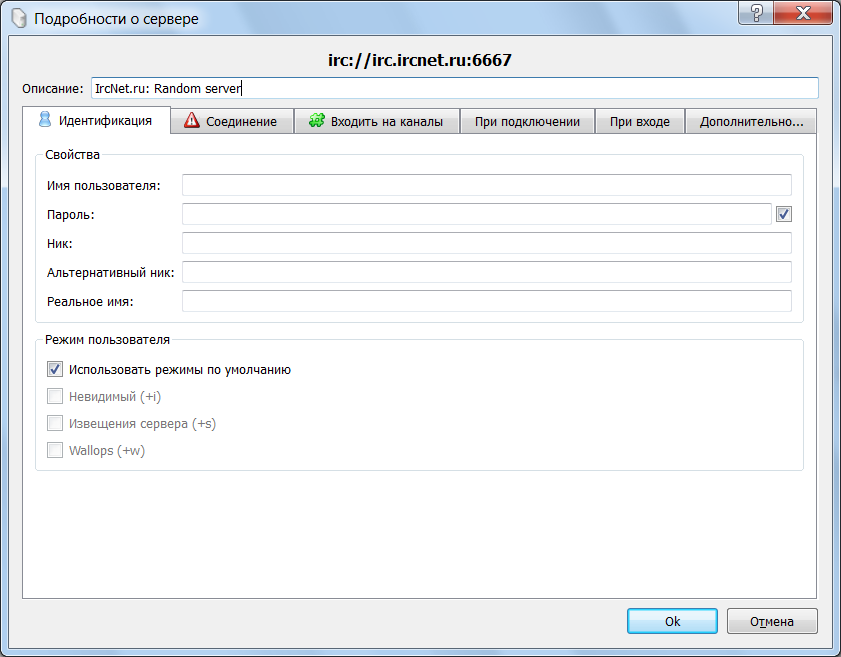 Подробности о сервере
irc://irc.ircnet.ru:6667
Описание: IrcNet.ru: Random server
Идентификация Соединение Входить на каналы При подключении При входе Дополнительно...
Свойства
Имя пользователя:
Пароль:
Ник:
Альтернативный ник:
Реальное имя:
Режим пользователя
Использовать режимы по умолчанию
Невидимый (+i)
Извещения сервера (+s)
Wallops (+w)
Ok Отмена